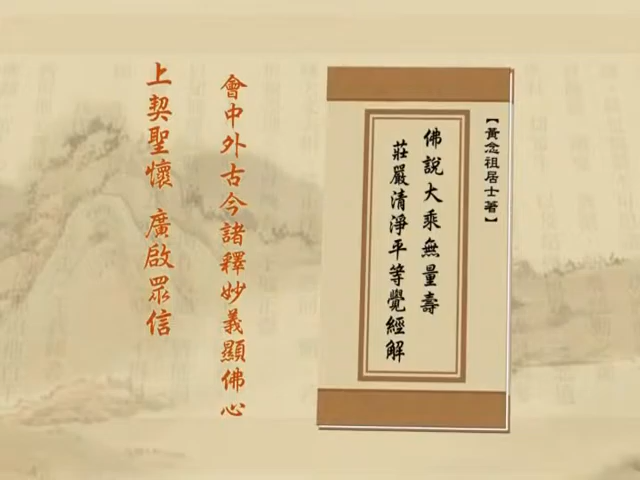 【黃念祖居士著】
佛說大乘無量壽
莊嚴清淨平等覺經解
會中外古今諸釋妙義顯佛心
上契聖懷 廣啟眾信